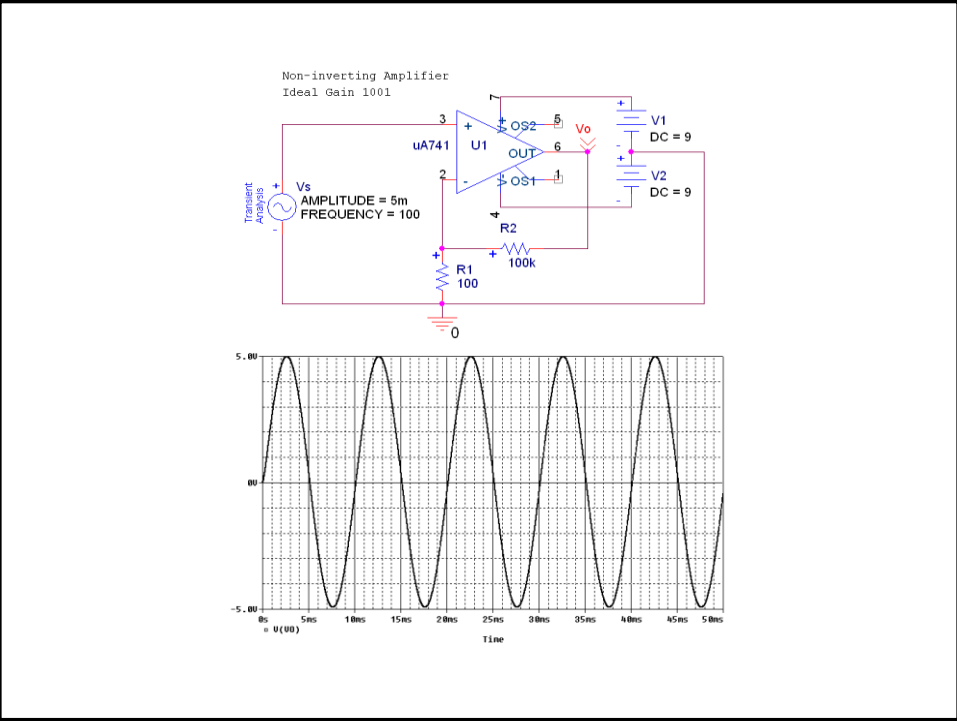 Non-inverting Amplifier
Ideal Gain 1001
7
3
+
5
+
OS2
Vo
+
V1
DC = 9
-
uA741
U1
OUT
6
2
-
OS1
1
+
V2
DC = 9
-
Transient
Analysis
+
Vs
AMPLITUDE = 5m
FREQUENCY = 100
-
4
R2
+
100k
+
R1
100
0
5.0V
0V
-5.0V
0s 5ms 10ms 15ms 20ms 25ms 30ms 35ms 40ms 45ms 50ms
V(VO)
Time